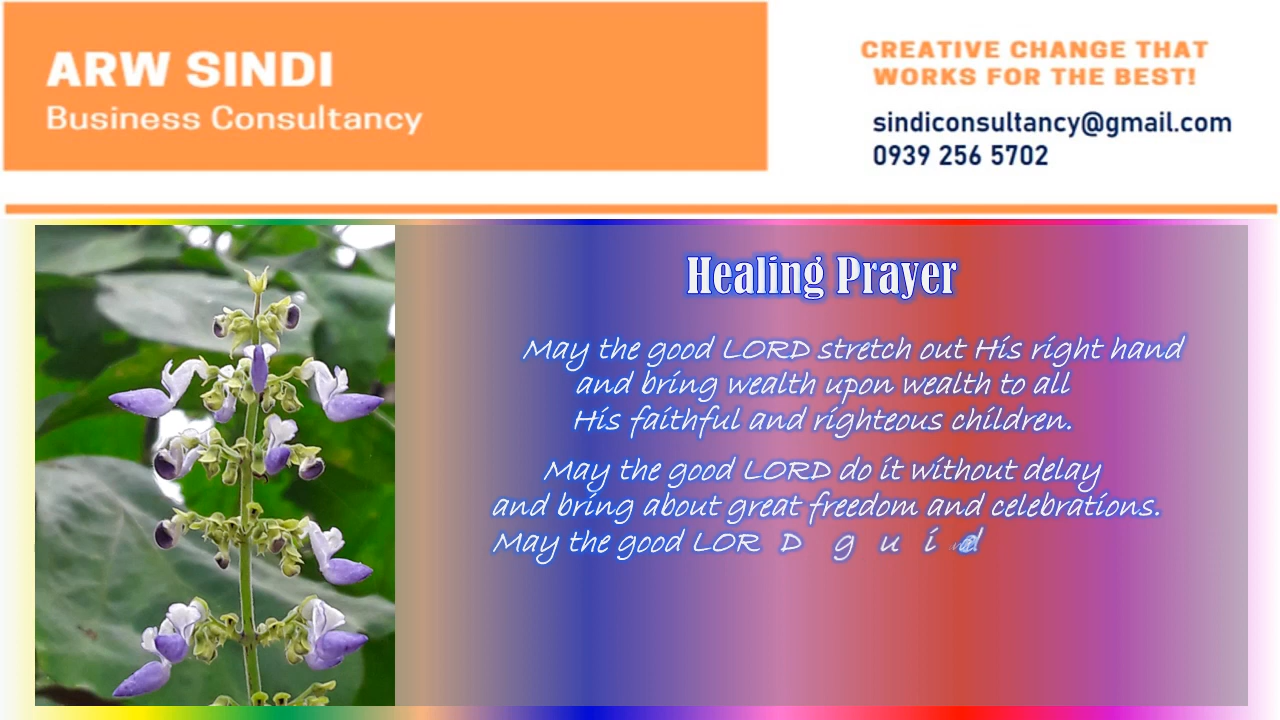 ARW SINDI
Business Consultancy
CREATIVE CHANGE THAT
WORKS FOR THE BEST!
sindiconsultancy@gmail.com
0939 256 5702
Healing Prayer
May the good LORD stretch out His right hand
and bring wealth upon wealth to all
His faithful and righteous children.
May the good LORD do it without delay
and bring about great freedom and celebrations.
May the good LOR D g u i d